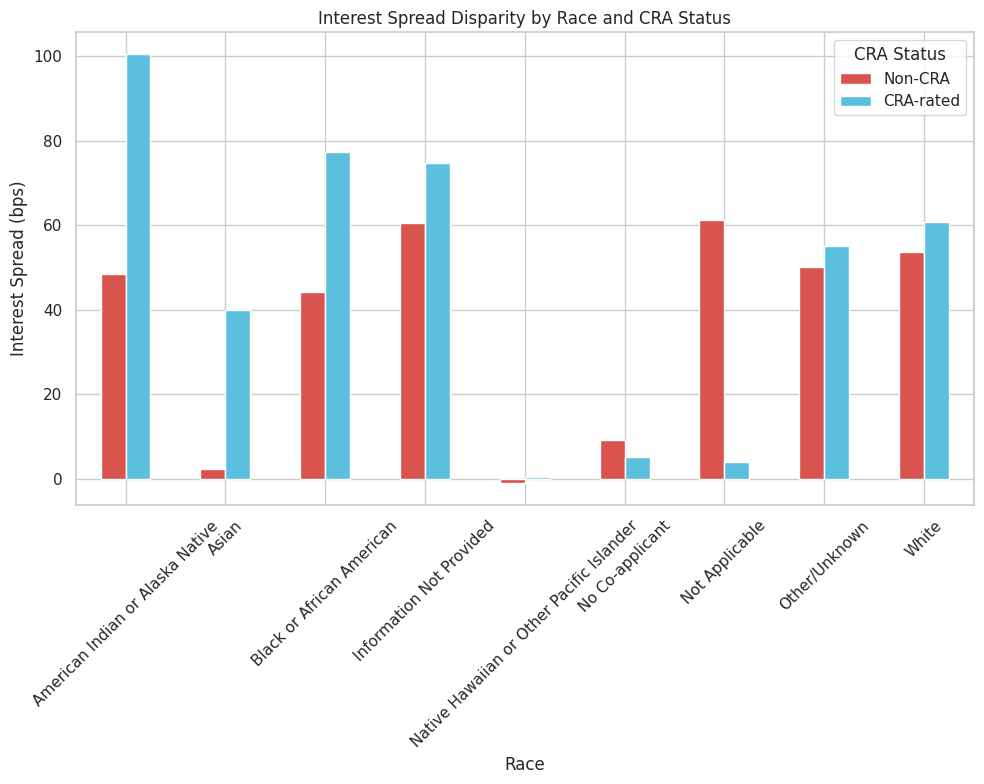 Interest Spread Disparity by Race and CRA Status
CRA Status
Non-CRA
CRA-rated
Interest Spread (bps)
100
80
60
40
20
0
American Indian or Alaska Native
Asian
Black or African American
Information Not Provided
Native Hawaiian or Other Pacific Islander
No Co-applicant
Not Applicable
Other/Unknown
White
Race